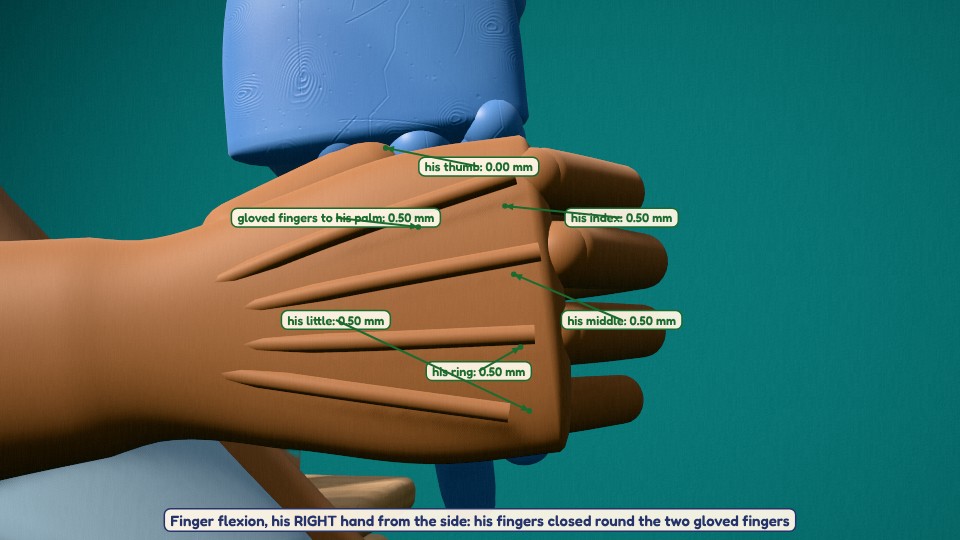 his thumb: 0.00 mm
gloved fingers to his palm: 0.50 mm
his index: 0.50 mm
his little: 0.50 mm
his middle: 0.50 mm
his ring: 0.50 mm
Finger flexion, his RIGHT hand from the side: his fingers closed round the two gloved fingers